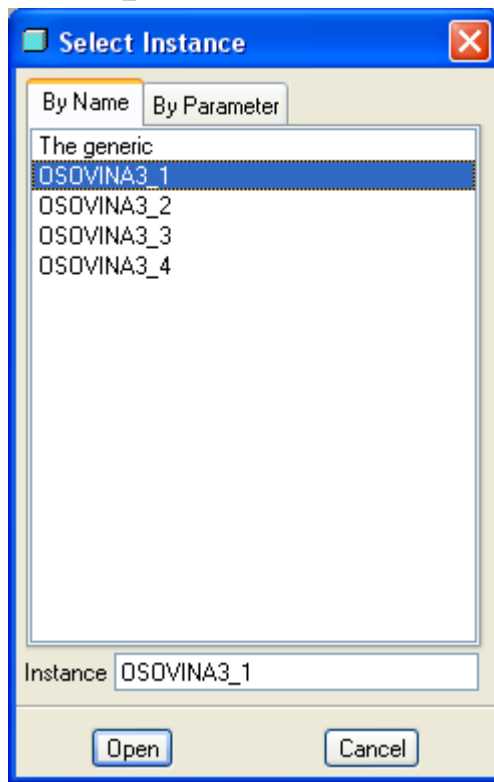 Select Instance
By Name By Parameter
The generic
OSOVINA3_1
OSOVINA3_2
OSOVINA3_3
OSOVINA3_4
Instance OSOVINA3_1
Open Cancel